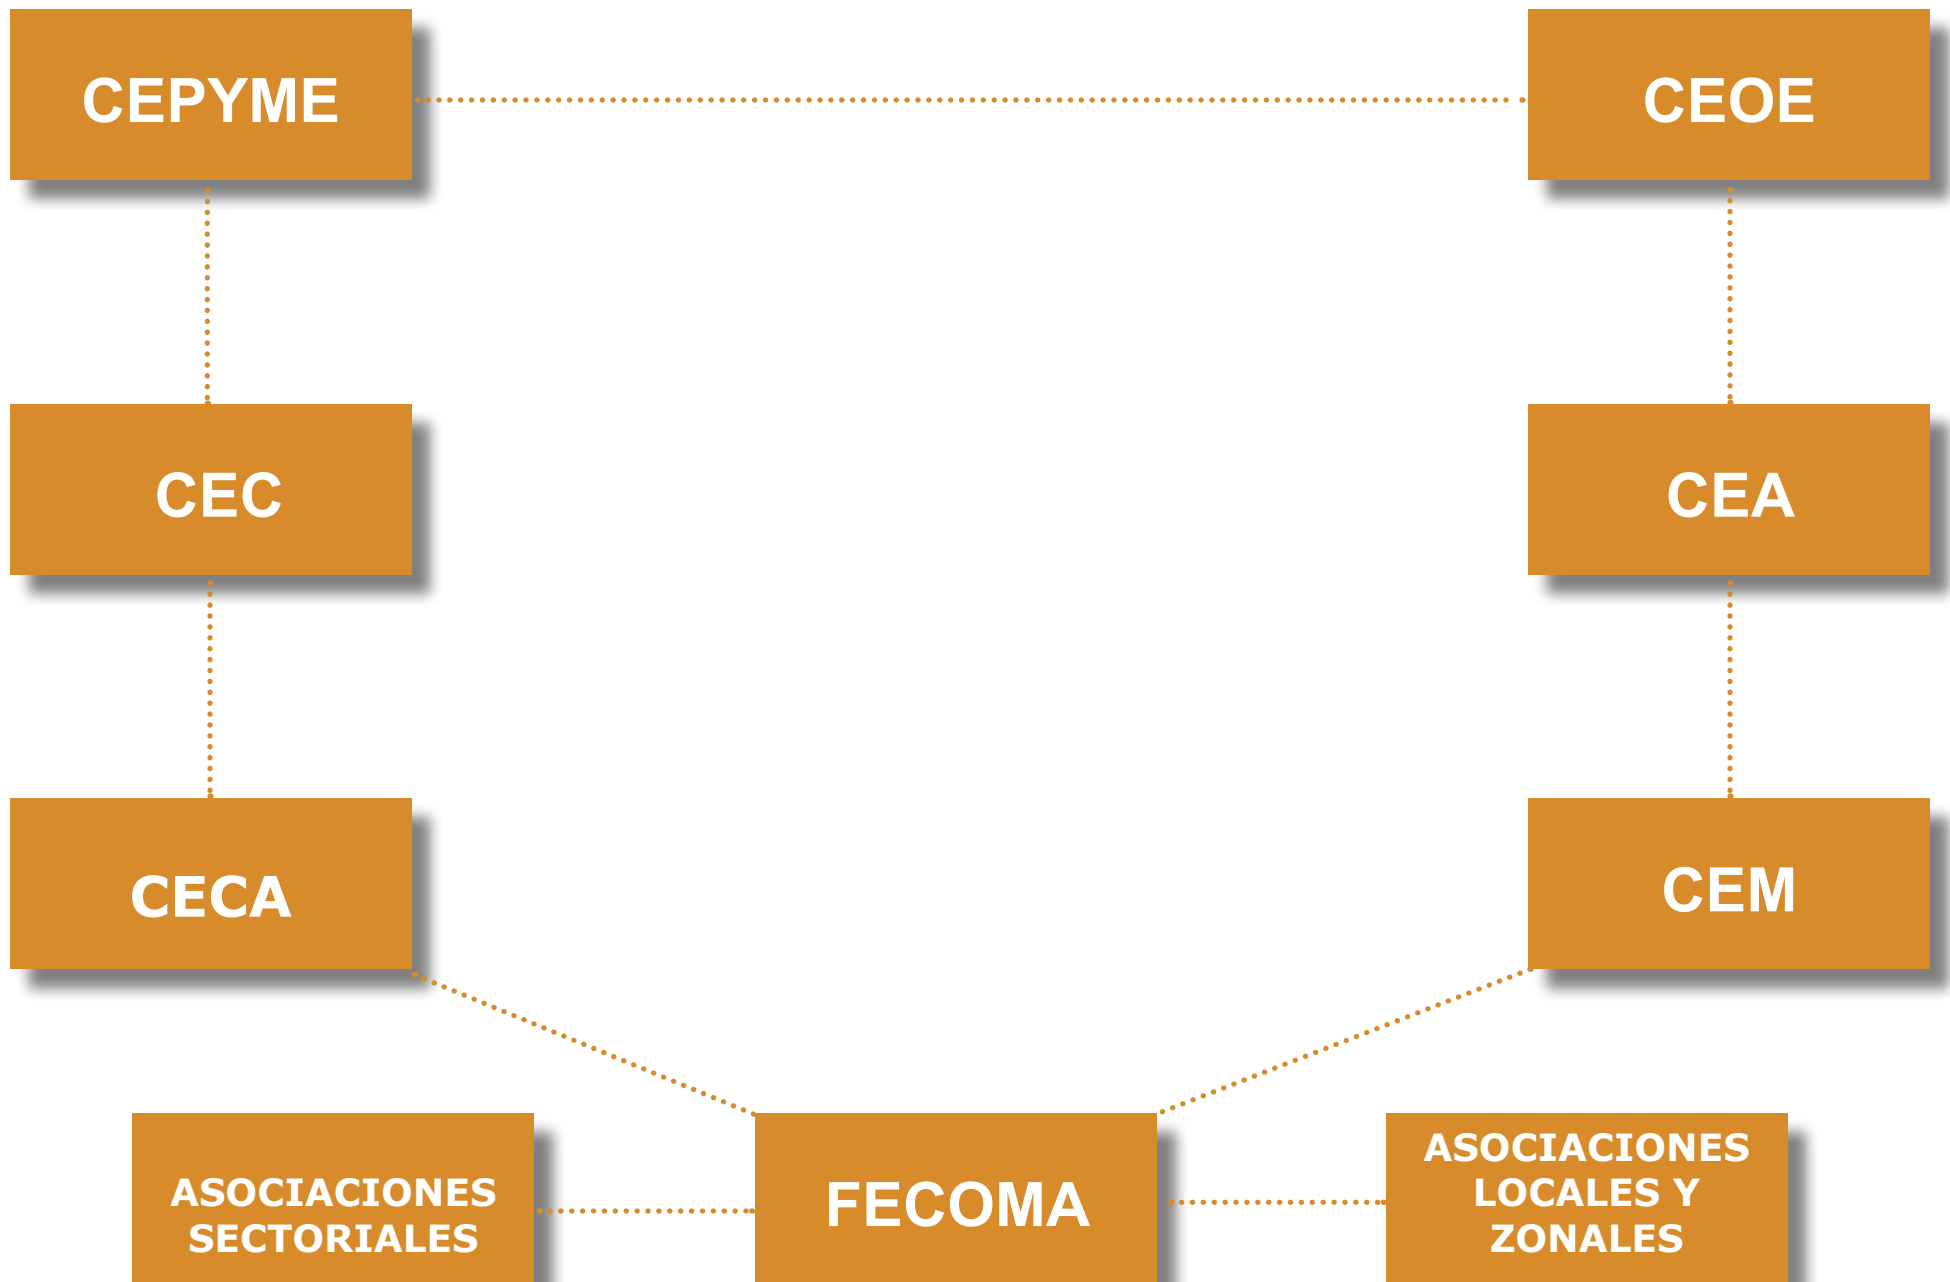 CEPYME
CEOE
CEC
CEA
CECA
CEM
ASOCIACIONES
SECTORIALES
FECOMA
ASOCIACIONES
LOCALES Y
ZONALES